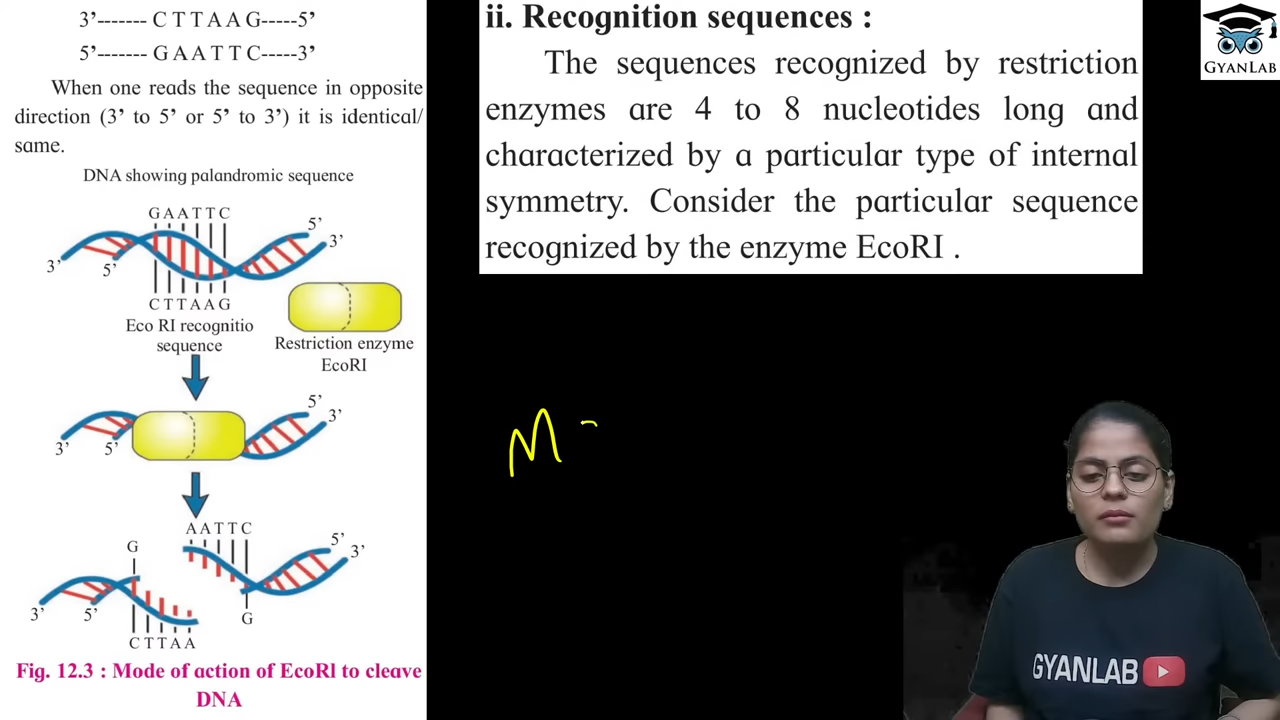 3’------- C T T A A G-----5’
5’------- G A A T T C-----3’
When one reads the sequence in opposite
direction (3’ to 5’ or 5’ to 3’) it is identical/
same.
DNA showing palandromic sequence
G A A T T C
5’
3’
3’
5’
C T T A A G
Eco RI recognitio
sequence
Restriction enzyme
EcoRI
5’
3’
3’
5’
A A T T C
G
5’
3’
3’
5’
G
C T T A A
Fig. 12.3 : Mode of action of EcoRl to cleave
DNA
ii. Recognition sequences :
The sequences recognized by restriction
enzymes are 4 to 8 nucleotides long and
characterized by a particular type of internal
symmetry. Consider the particular sequence
recognized by the enzyme EcoRI .
M
GYANLAB
GYANLAB